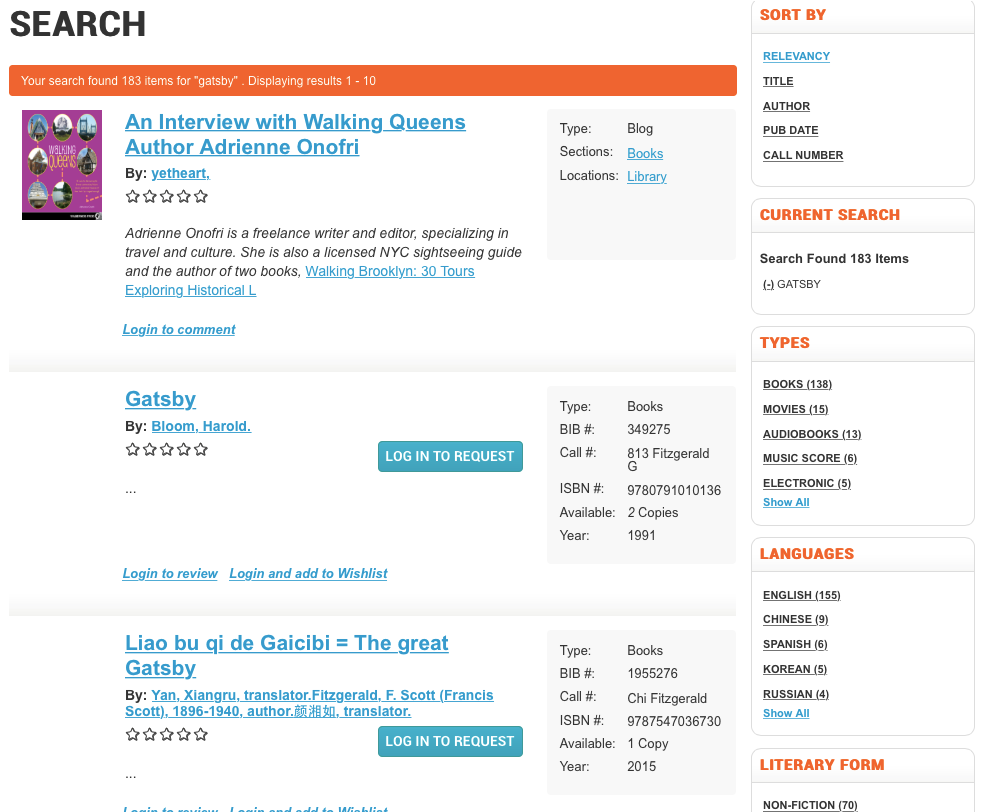 SEARCH
Your search found 183 items for "gatsby" . Displaying results 1 - 10
WALKING
QUEENS
An Interview with Walking Queens
Author Adrienne Onofri
By: yetheart,
Adrienne Onofri is a freelance writer and editor, specializing in
travel and culture. She is also a licensed NYC sightseeing guide
and the author of two books, Walking Brooklyn: 30 Tours
Exploring Historical L
Login to comment
Type: Blog
Sections: Books
Locations: Library
Gatsby
By: Bloom, Harold.
LOG IN TO REQUEST
...
Login to review Login and add to Wishlist
Type: Books
BIB #: 349275
Call #: 813 Fitzgerald
G
ISBN #: 9780791010136
Available: 2 Copies
Year: 1991
Liao bu qi de Gaicibi = The great
Gatsby
By: Yan, Xiangru, translator.Fitzgerald, F. Scott (Francis
Scott), 1896-1940, author.颜湘如, translator.
LOG IN TO REQUEST
...
Login to review Login and add to Wishlist
Type: Books
BIB #: 1955276
Call #: Chi Fitzgerald
ISBN #: 9787547036730
Available: 1 Copy
Year: 2015
SORT BY
RELEVANCY
TITLE
AUTHOR
PUB DATE
CALL NUMBER
CURRENT SEARCH
Search Found 183 Items
(-) GATSBY
TYPES
BOOKS (138)
MOVIES (15)
AUDIOBOOKS (13)
MUSIC SCORE (6)
ELECTRONIC (5)
Show All
LANGUAGES
ENGLISH (155)
CHINESE (9)
SPANISH (6)
KOREAN (5)
RUSSIAN (4)
Show All
LITERARY FORM
NON-FICTION (70)